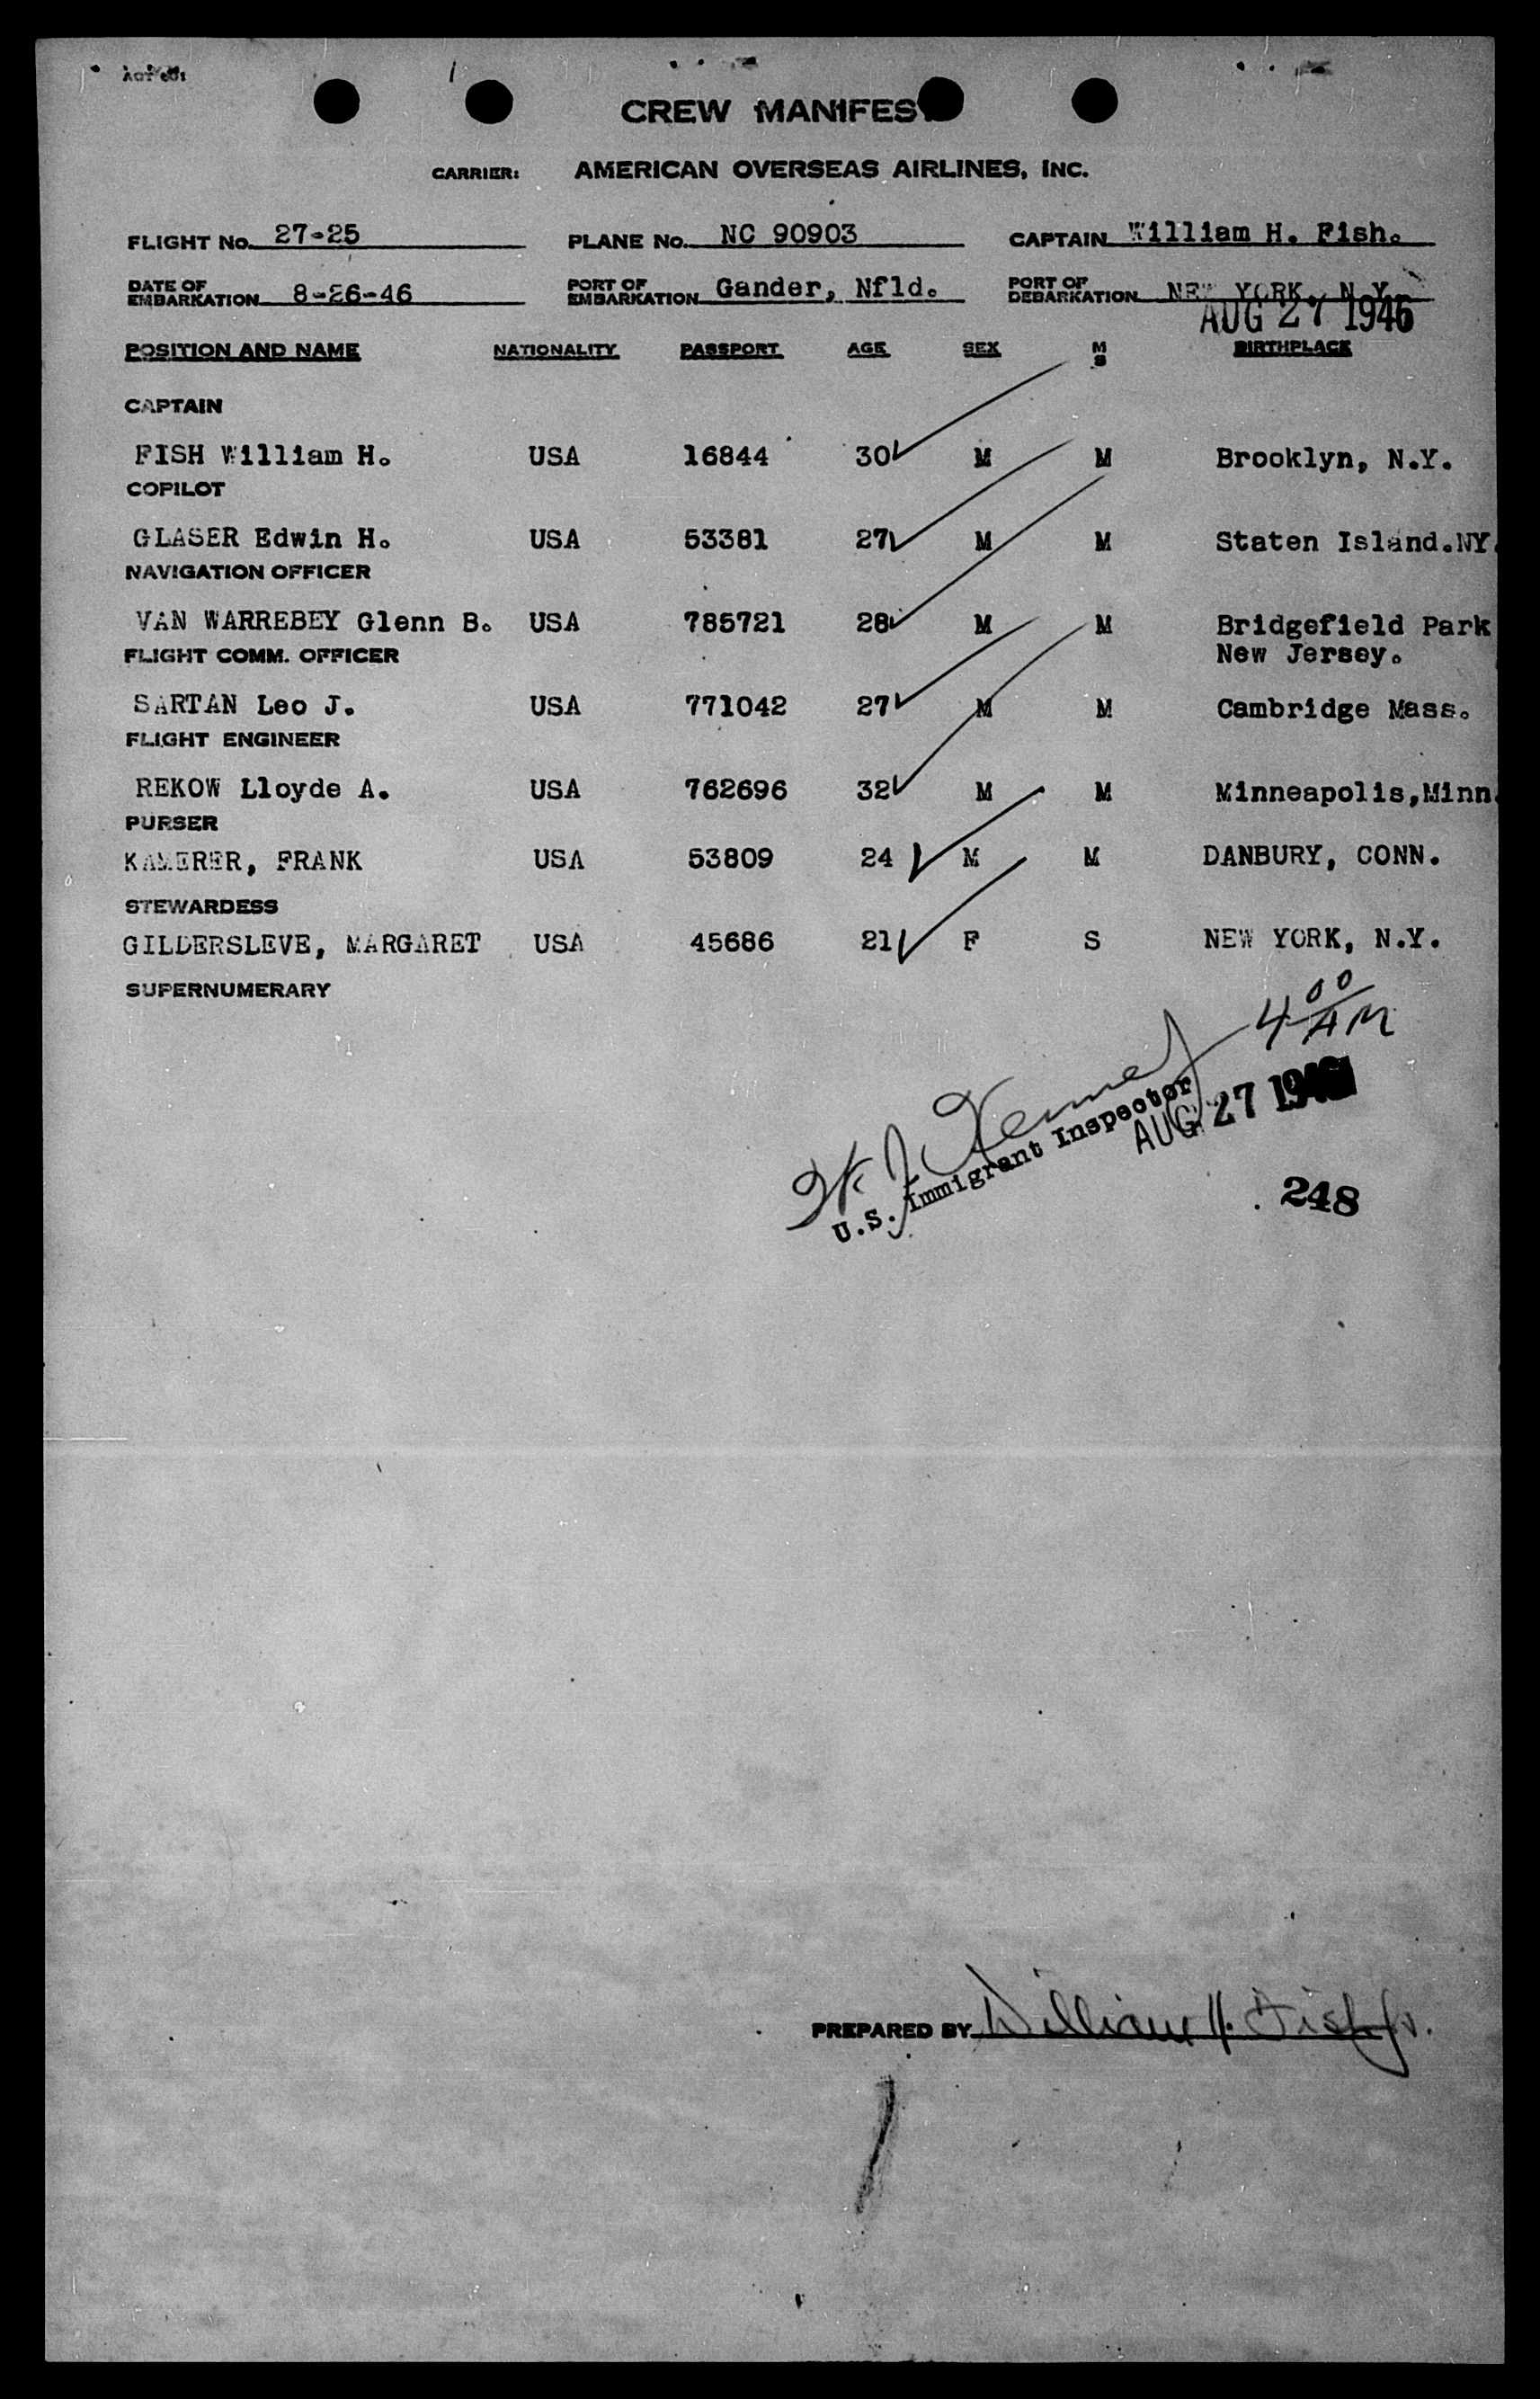 CREW MANIFES
CARRIER: AMERICAN OVERSEAS AIRLINES, INC.
FLIGHT No. 27-25 PLANE No. NC 90903 CAPTAIN William H. Fish.
DATE OF EMBARKATION 8-26-46 PORT OF EMBARKATION Gander, Nfld. PORT OF DEBARKATION NEW YORK, N.Y.
AUG 27 1946
POSITION AND NAME NATIONALITY PASSPORT AGE SEX M S BIRTHPLACE
CAPTAIN
FISH William H. USA 16844 30 M M Brooklyn, N.Y.
COPILOT
GLASER Edwin H. USA 53381 27 M M Staten Island.NY.
NAVIGATION OFFICER
VAN WARREBEY Glenn B. USA 785721 28 M M Bridgefield Park
New Jersey.
FLIGHT COMM. OFFICER
SARTAN Leo J. USA 771042 27 M M Cambridge Mass.
FLIGHT ENGINEER
REKOW Lloyde A. USA 762696 32 M M Minneapolis,Minn.
PURSER
KAMERER, FRANK USA 53809 24 M M DANBURY, CONN.
STEWARDESS
GILDERSLEVE, MARGARET USA 45686 21 F S NEW YORK, N.Y.
SUPERNUMERARY
4 00 AM
U.S. Immigrant Inspector
AUG 27 1946
248
PREPARED BY William H. Fish Jr.